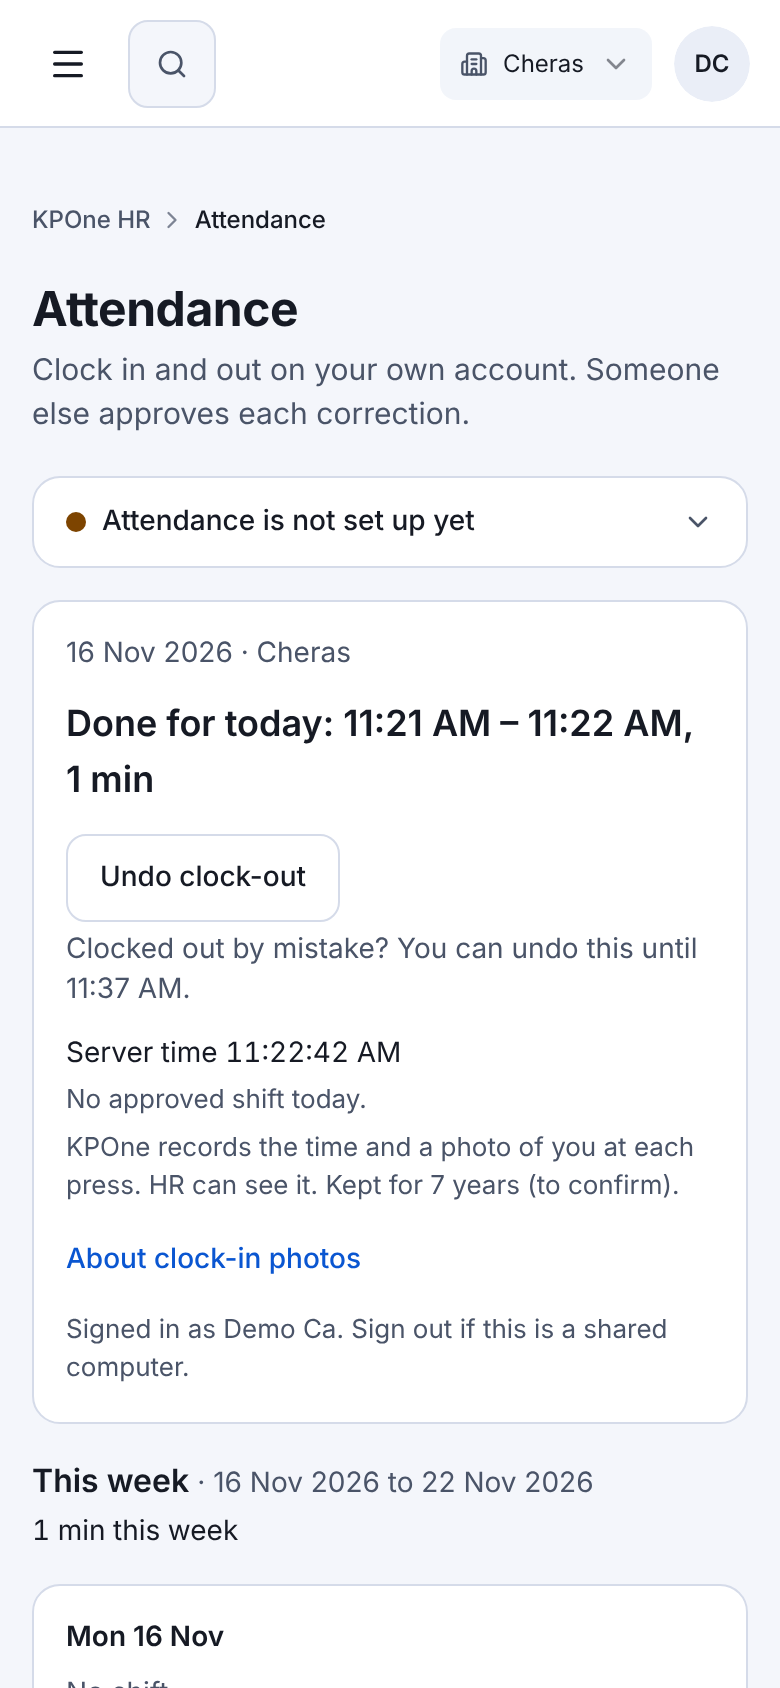 Cheras
DC
KPOne HR > Attendance
Attendance
Clock in and out on your own account. Someone
else approves each correction.
Attendance is not set up yet
16 Nov 2026 · Cheras
Done for today: 11:21 AM – 11:22 AM,
1 min
Undo clock-out
Clocked out by mistake? You can undo this until
11:37 AM.
Server time 11:22:42 AM
No approved shift today.
KPOne records the time and a photo of you at each
press. HR can see it. Kept for 7 years (to confirm).
About clock-in photos
Signed in as Demo Ca. Sign out if this is a shared
computer.
This week · 16 Nov 2026 to 22 Nov 2026
1 min this week
Mon 16 Nov
No shift